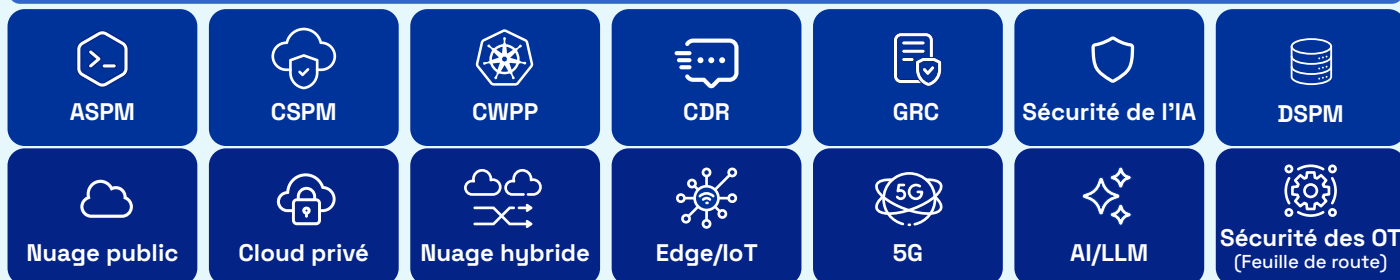 ASPM
CSPM
CWPP
CDR
GRC
Sécurité de l'IA
DSPM
Nuage public
Cloud privé
Nuage hybride
Edge/IoT
5G
5G
AI/LLM
Sécurité des OT
(Feuille de route)